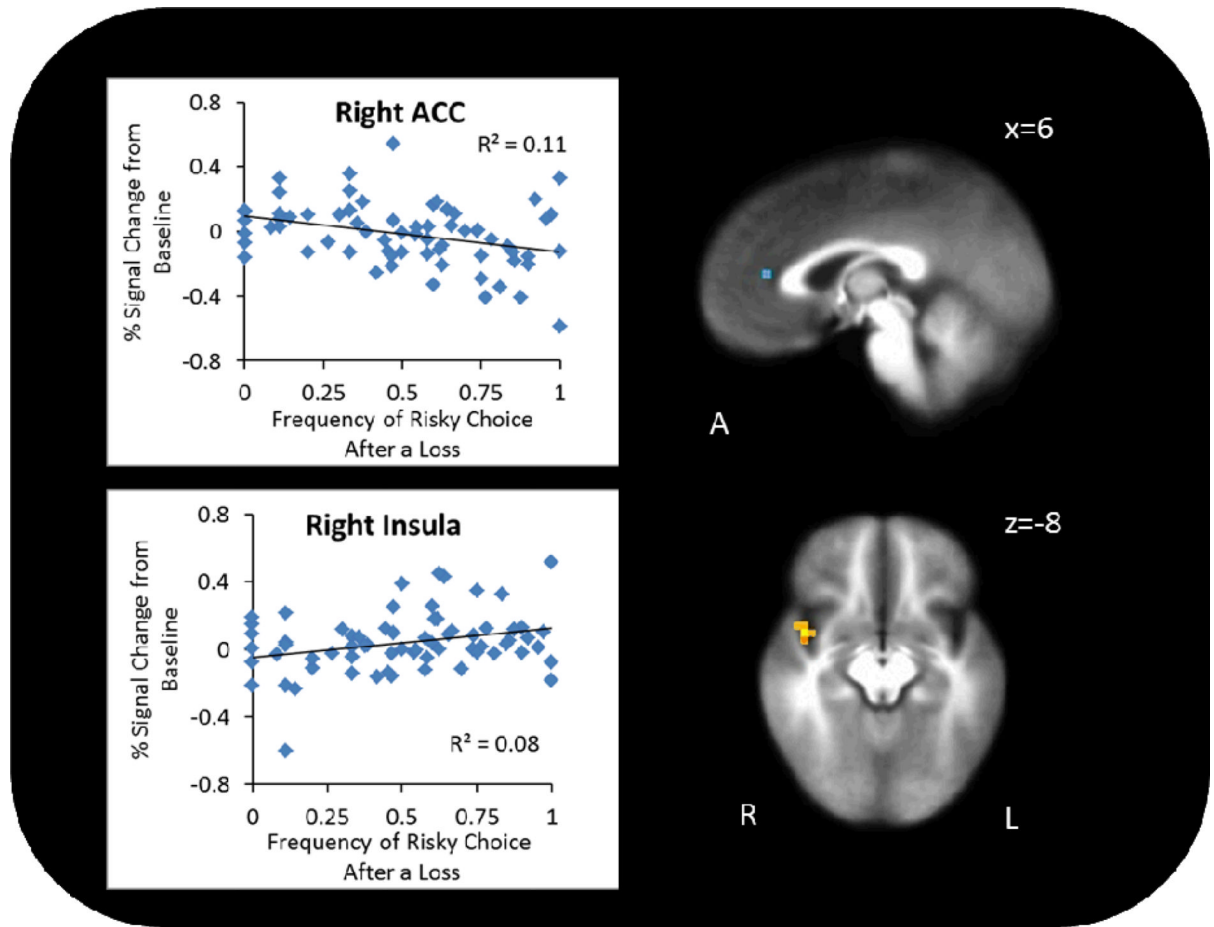 Right ACC
R² = 0.11
% Signal Change from
Baseline
0.8
0.4
0
-0.4
-0.8
0 0.25 0.5 0.75 1
Frequency of Risky Choice
After a Loss
x=6
A
Right Insula
R² = 0.08
% Signal Change from
Baseline
0.8
0.4
0
-0.4
-0.8
0 0.25 0.5 0.75 1
Frequency of Risky Choice
After a Loss
z=-8
R L